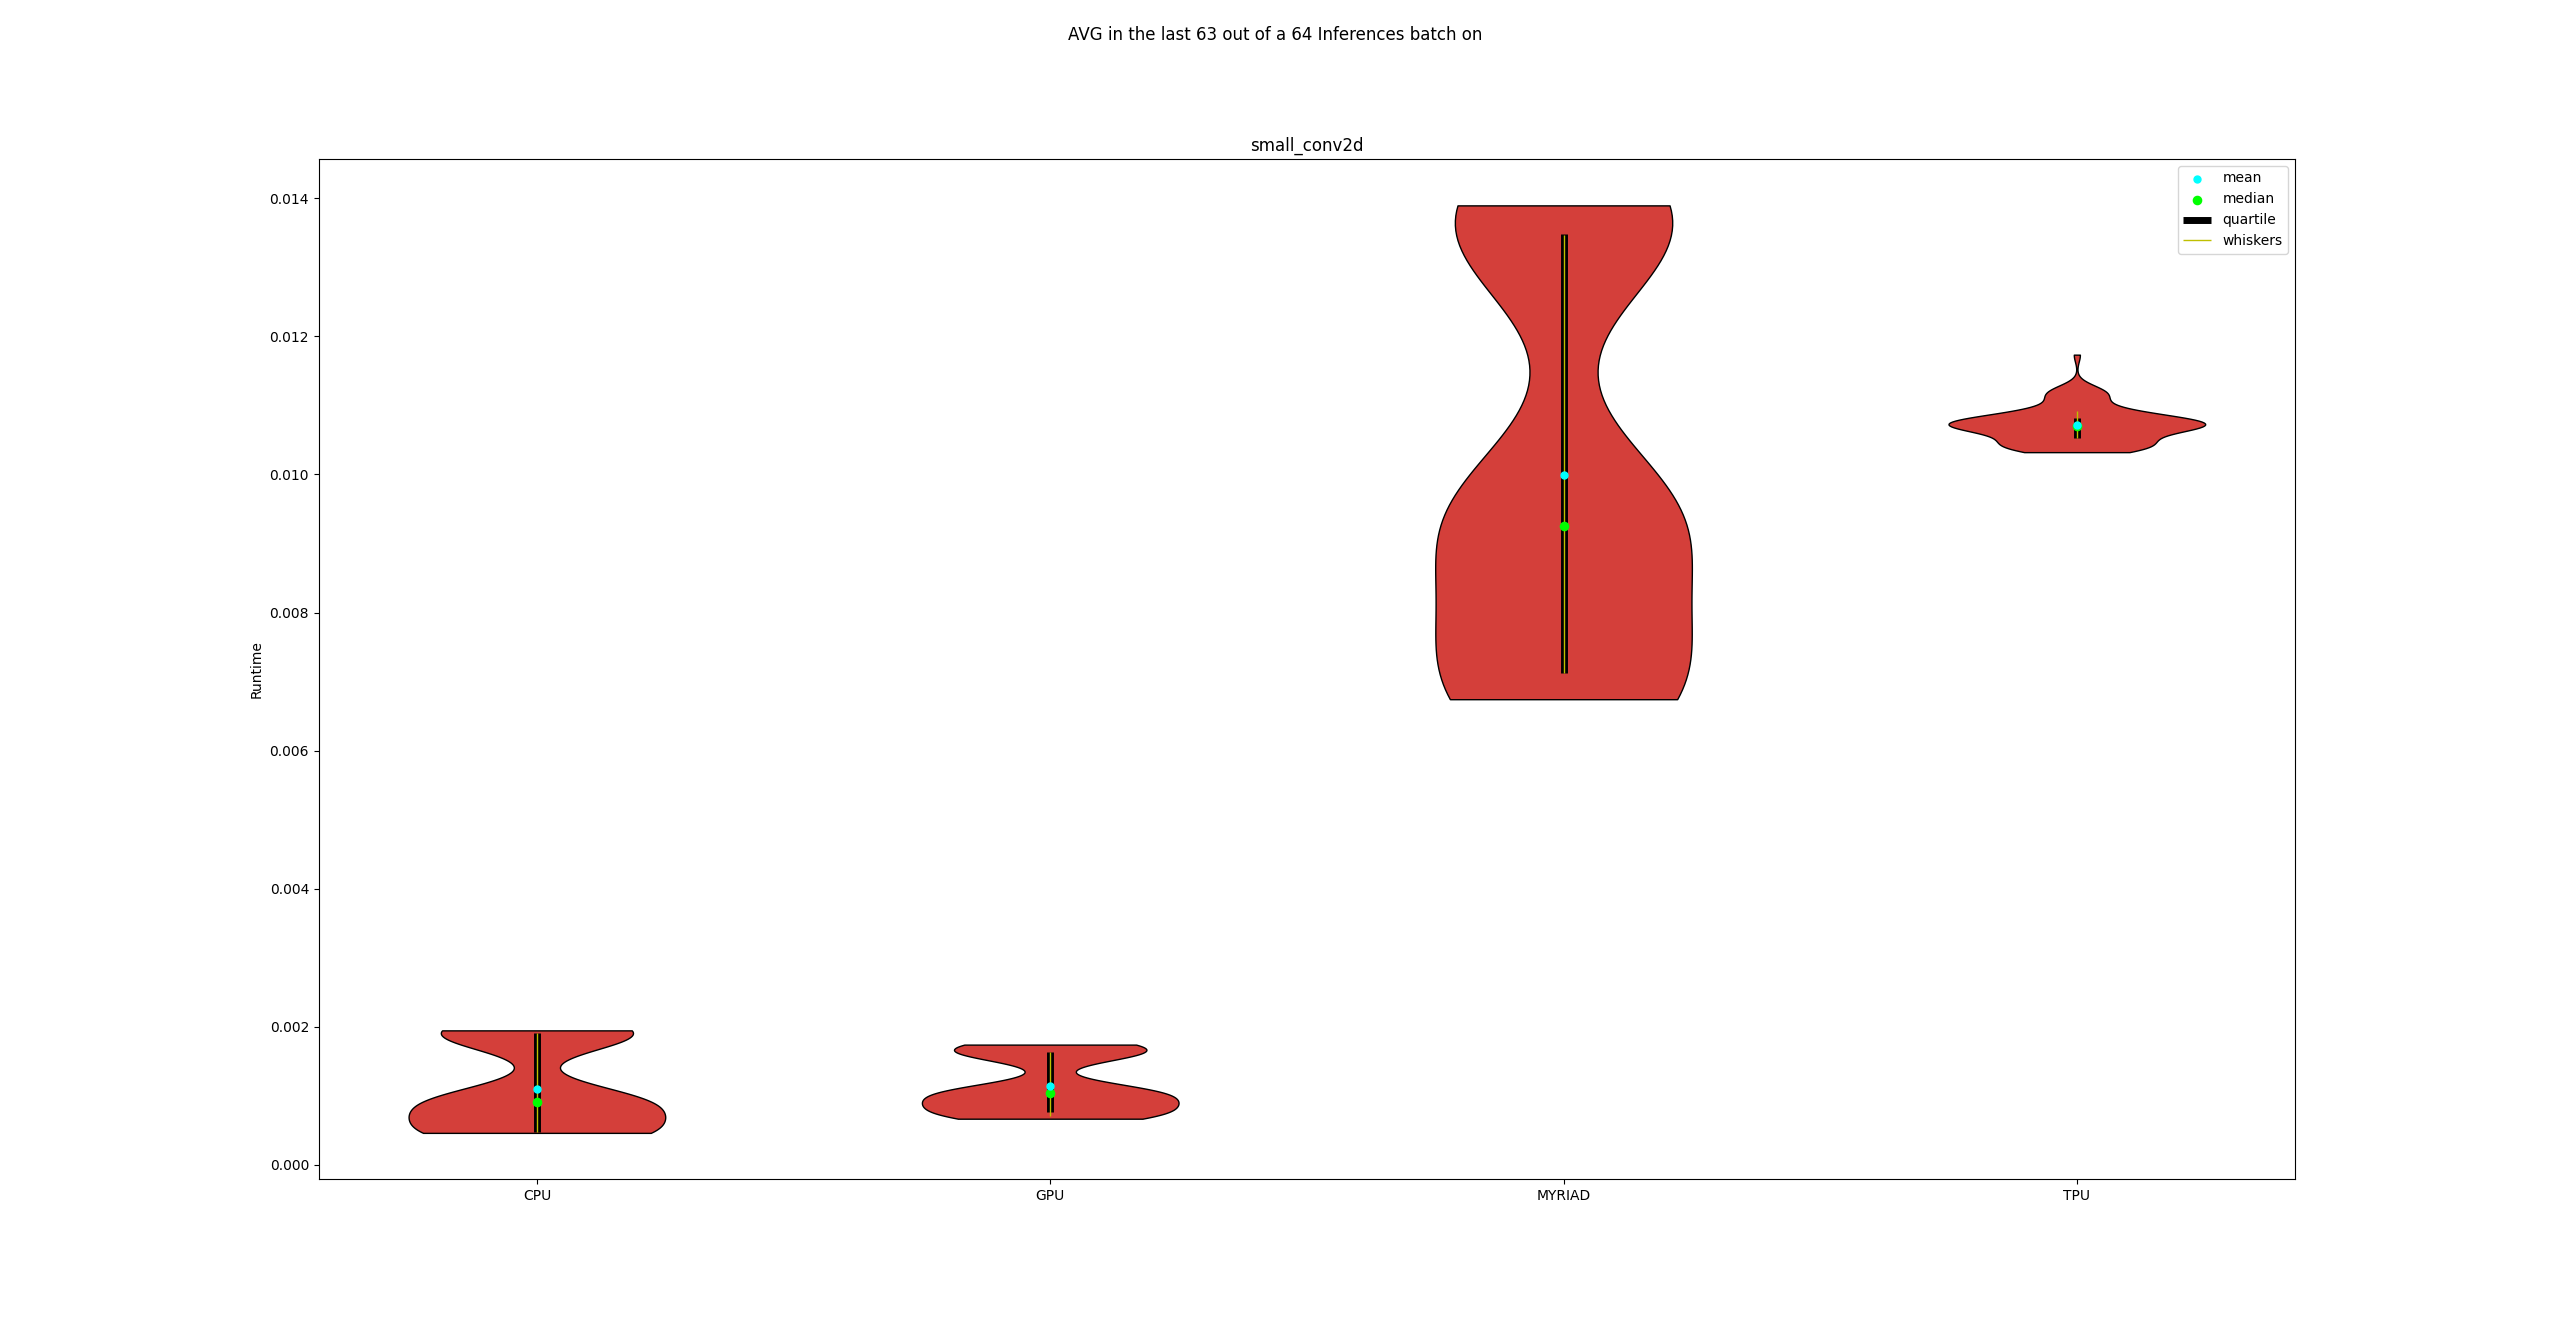 AVG in the last 63 out of a 64 Inferences batch on
small_conv2d
mean
median
quartile
whiskers
0.014
0.012
0.010
0.008
0.006
0.004
0.002
0.000
Runtime
CPU
GPU
MYRIAD
TPU